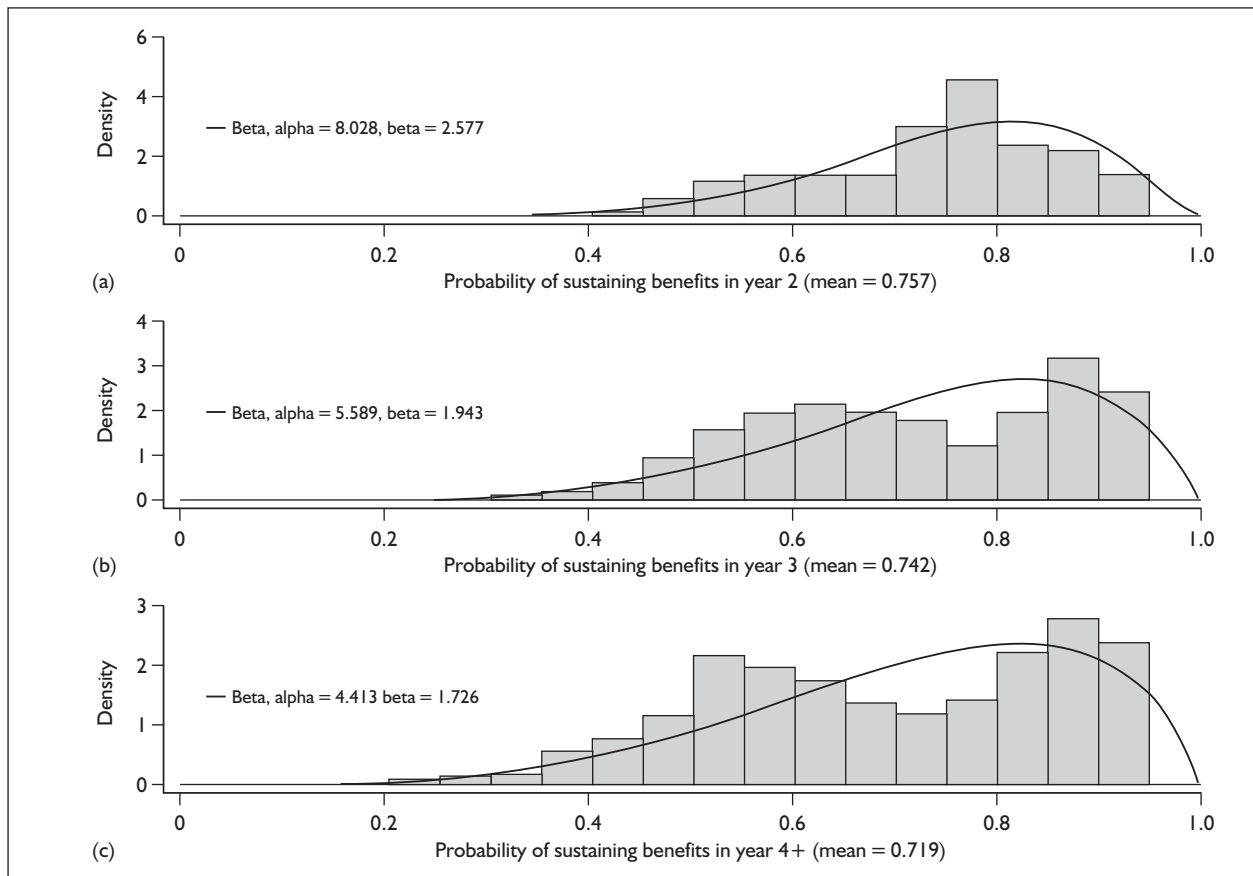 6
4
2
0
Density
Beta, alpha = 8.028, beta = 2.577
0 0.2 0.4 0.6 0.8 1.0
(a) Probability of sustaining benefits in year 2 (mean = 0.757)
4
3
2
1
0
Density
Beta, alpha = 5.589, beta = 1.943
0 0.2 0.4 0.6 0.8 1.0
(b) Probability of sustaining benefits in year 3 (mean = 0.742)
3
2
1
0
Density
Beta, alpha = 4.413 beta = 1.726
0 0.2 0.4 0.6 0.8 1.0
(c) Probability of sustaining benefits in year 4+ (mean = 0.719)